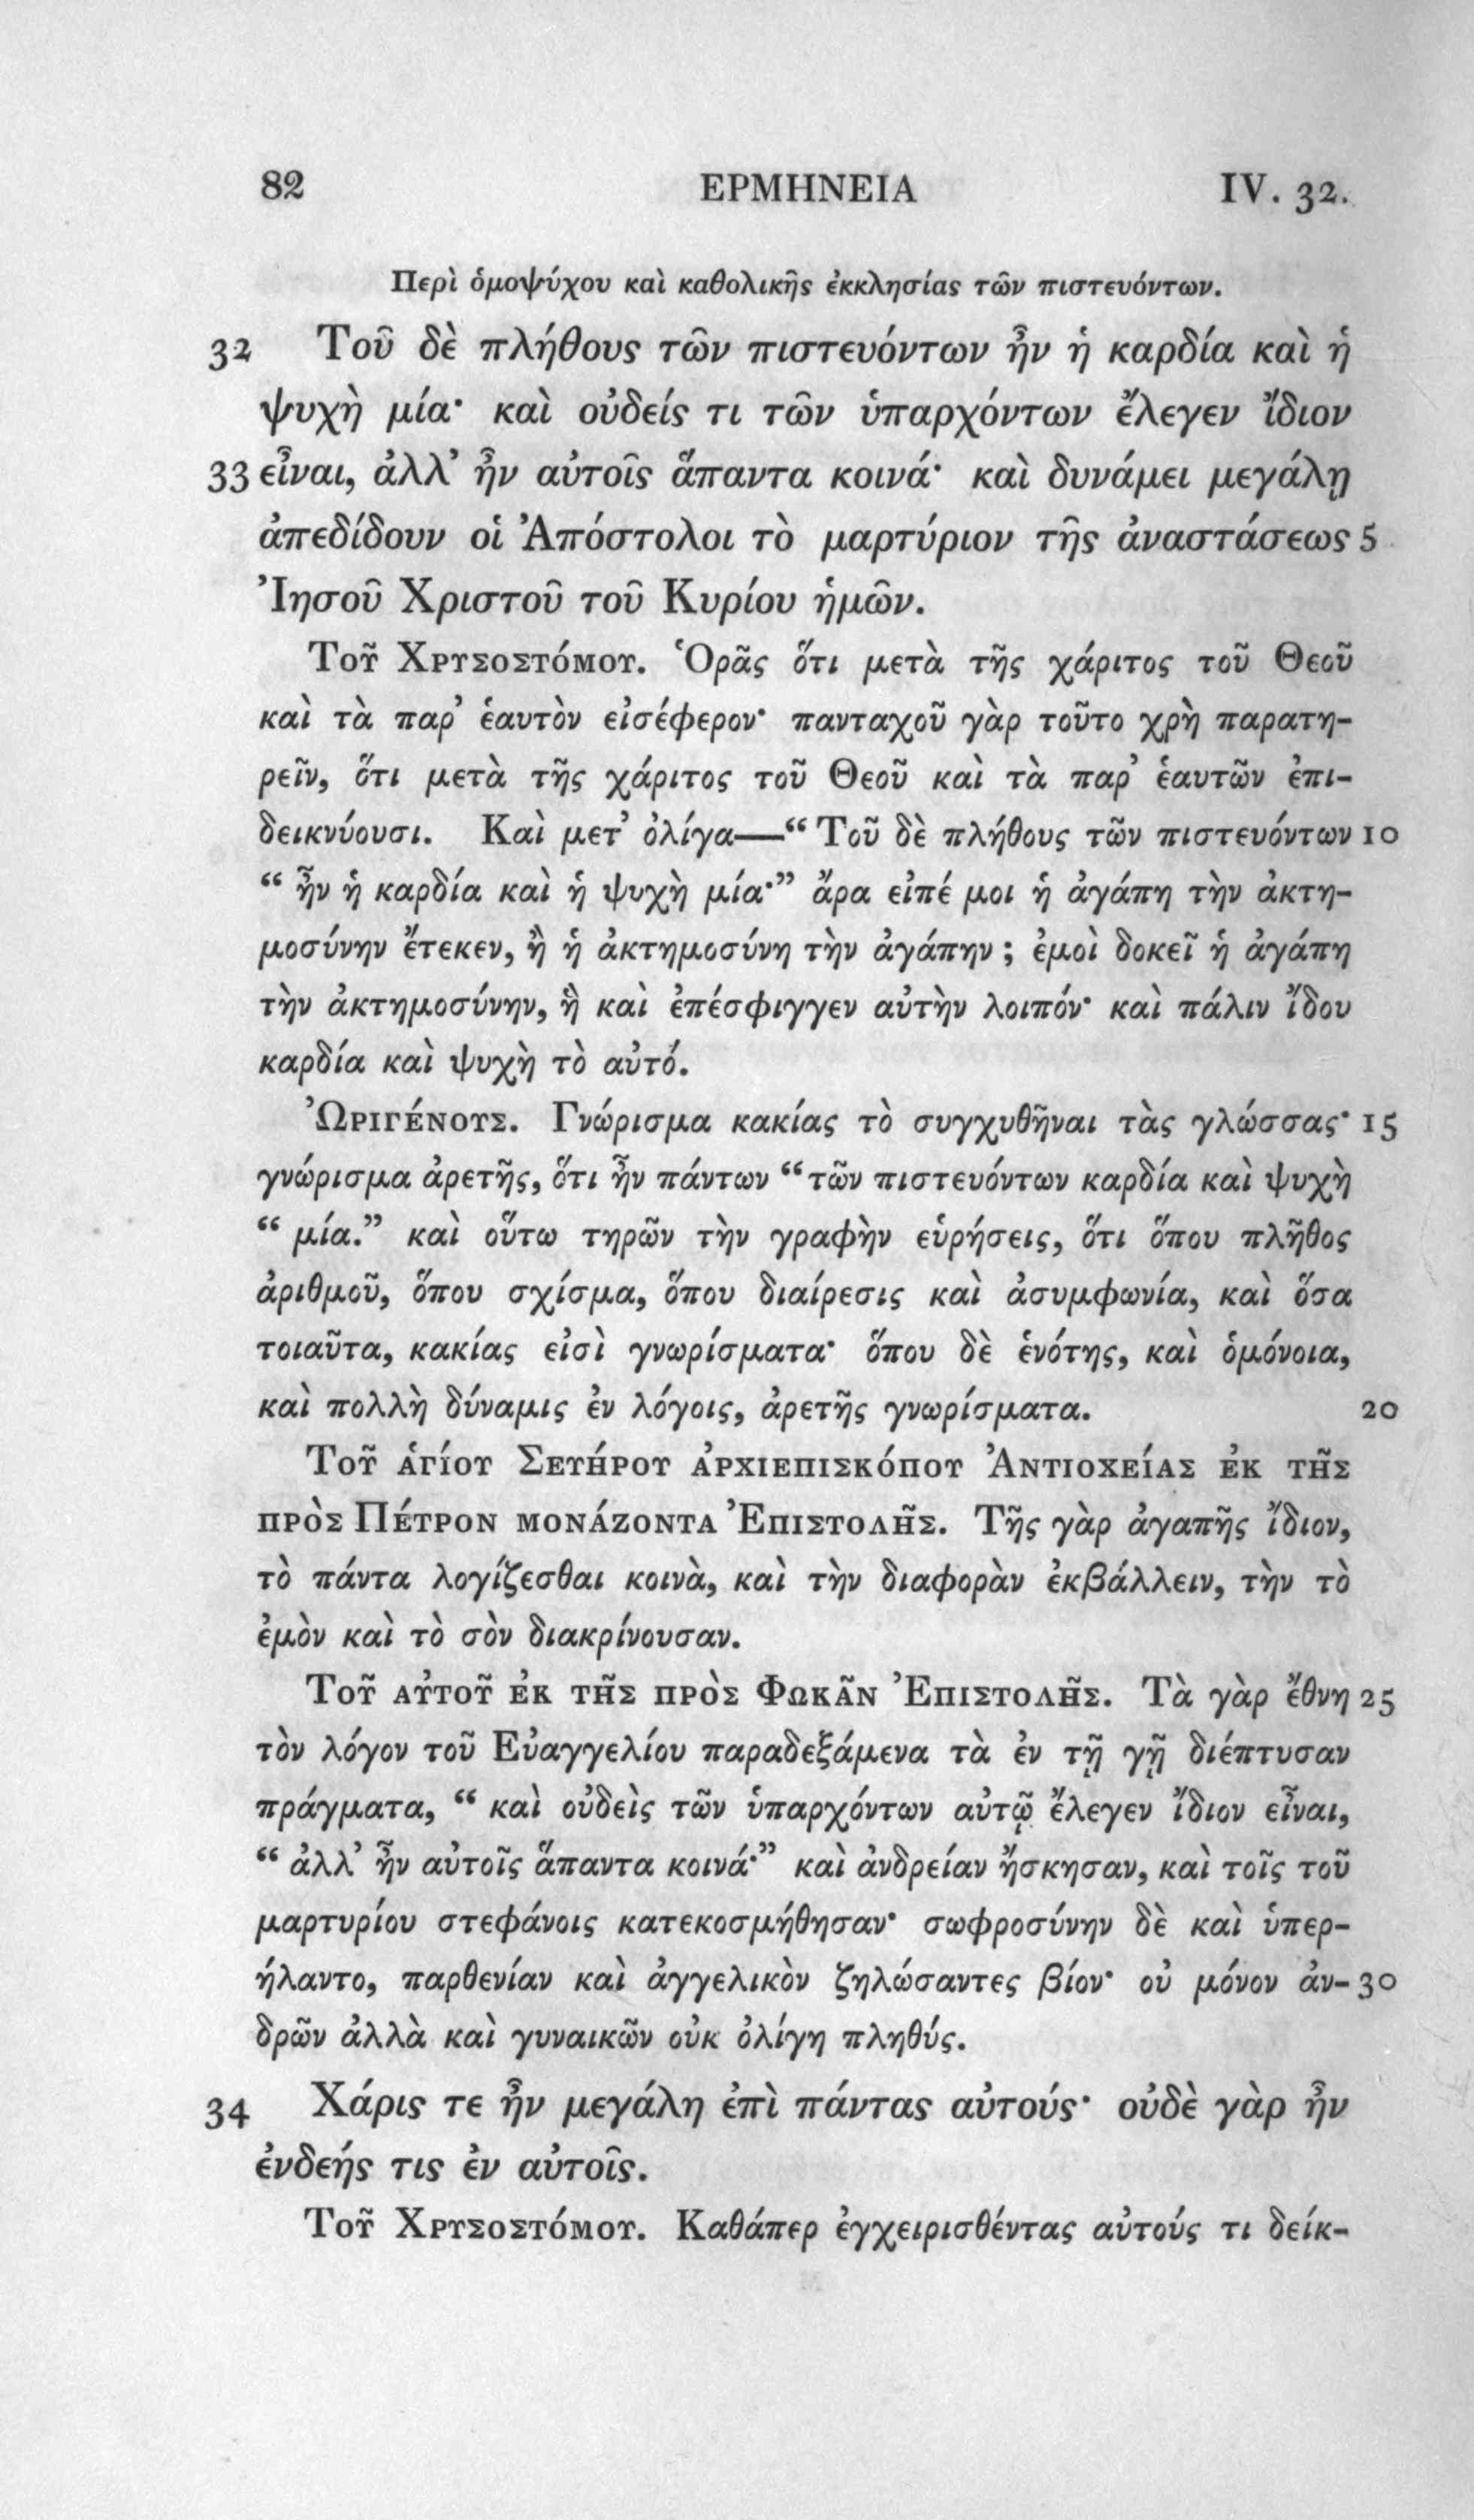 82 ΕΡΜΗΝΕΙΑ IV. 32.
Περὶ ὁμοψύχου καὶ καθολικῆς ἐκκλησίας τῶν πιστευόντων.
32 Τοῦ δὲ πλήθους τῶν πιστευόντων ἦν ἡ καρδία καὶ ἡ
ψυχὴ μία· καὶ οὐδείς τι τῶν ὑπαρχόντων ἔλεγεν ἴδιον
33 εἶναι, ἀλλ’ ἦν αὐτοῖς ἅπαντα κοινά· καὶ δυνάμει μεγάλῃ
ἀπεδίδουν οἱ Ἀπόστολοι τὸ μαρτύριον τῆς ἀναστάσεως 5
Ἰησοῦ Χριστοῦ τοῦ Κυρίου ἡμῶν.
Τοῦ Χρυσοστόμου. Ὁρᾶς ὅτι μετὰ τῆς χάριτος τοῦ Θεοῦ
καὶ τὰ παρ’ ἑαυτὸν εἰσέφερον· πανταχοῦ γὰρ τοῦτο χρὴ παρατη-
ρεῖν, ὅτι μετὰ τῆς χάριτος τοῦ Θεοῦ καὶ τὰ παρ’ ἑαυτῶν ἐπι-
δεικνύουσι. Καὶ μετ’ ὀλίγα—“ Τοῦ δὲ πλήθους τῶν πιστευόντων 10
“ ἦν ἡ καρδία καὶ ἡ ψυχὴ μία·” ἄρα εἰπέ μοι ἡ ἀγάπη τὴν ἀκτη-
μοσύνην ἔτεκεν, ἢ ἡ ἀκτημοσύνη τὴν ἀγάπην ; ἐμοὶ δοκεῖ ἡ ἀγάπη
τὴν ἀκτημοσύνην, ἢ καὶ ἐπέσφιγγεν αὐτὴν λοιπόν· καὶ πάλιν ἴδου
καρδία καὶ ψυχὴ τὸ αὐτό.
Ὠριγένους. Γνώρισμα κακίας τὸ συγχυθῆναι τὰς γλώσσας· 15
γνώρισμα ἀρετῆς, ὅτι ἦν πάντων “ τῶν πιστευόντων καρδία καὶ ψυχὴ
“ μία.” καὶ οὕτω τηρῶν τὴν γραφὴν εὑρήσεις, ὅτι ὅπου πλῆθος
ἀριθμοῦ, ὅπου σχίσμα, ὅπου διαίρεσις καὶ ἀσυμφωνία, καὶ ὅσα
τοιαῦτα, κακίας εἰσὶ γνωρίσματα· ὅπου δὲ ἑνότης, καὶ ὁμόνοια,
καὶ πολλὴ δύναμις ἐν λόγοις, ἀρετῆς γνωρίσματα. 20
Τοῦ ἁγίου Σευήρου ἀρχιεπισκόπου Ἀντιοχείας ἐκ τῆς
πρὸς Πέτρον μονάζοντα Ἐπιστολῆς. Τῆς γὰρ ἀγαπῆς ἴδιον,
τὸ πάντα λογίζεσθαι κοινὰ, καὶ τὴν διαφορὰν ἐκβάλλειν, τὴν τὸ
ἐμὸν καὶ τὸ σὸν διακρίνουσαν.
Τοῦ αὐτοῦ ἐκ τῆς πρὸς Φωκᾶν Ἐπιστολῆς. Τὰ γὰρ ἔθνη 25
τὸν λόγον τοῦ Εὐαγγελίου παραδεξάμενα τὰ ἐν τῇ γῇ διέπτυσαν
πράγματα, “ καὶ οὐδεὶς τῶν ὑπαρχόντων αὐτῷ ἔλεγεν ἴδιον εἶναι,
“ ἀλλ’ ἦν αὐτοῖς ἅπαντα κοινά·” καὶ ἀνδρείαν ἤσκησαν, καὶ τοῖς τοῦ
μαρτυρίου στεφάνοις κατεκοσμήθησαν· σωφροσύνην δὲ καὶ ὑπερ-
ήλαντο, παρθενίαν καὶ ἀγγελικὸν ζηλώσαντες βίον· οὐ μόνον ἀν- 30
δρῶν ἀλλὰ καὶ γυναικῶν οὐκ ὀλίγη πληθύς.
34 Χάρις τε ἦν μεγάλη ἐπὶ πάντας αὐτούς· οὐδὲ γὰρ ἦν
ἐνδεής τις ἐν αὐτοῖς.
Τοῦ Χρυσοστόμου. Καθάπερ ἐγχειρισθέντας αὐτούς τι δείκ-